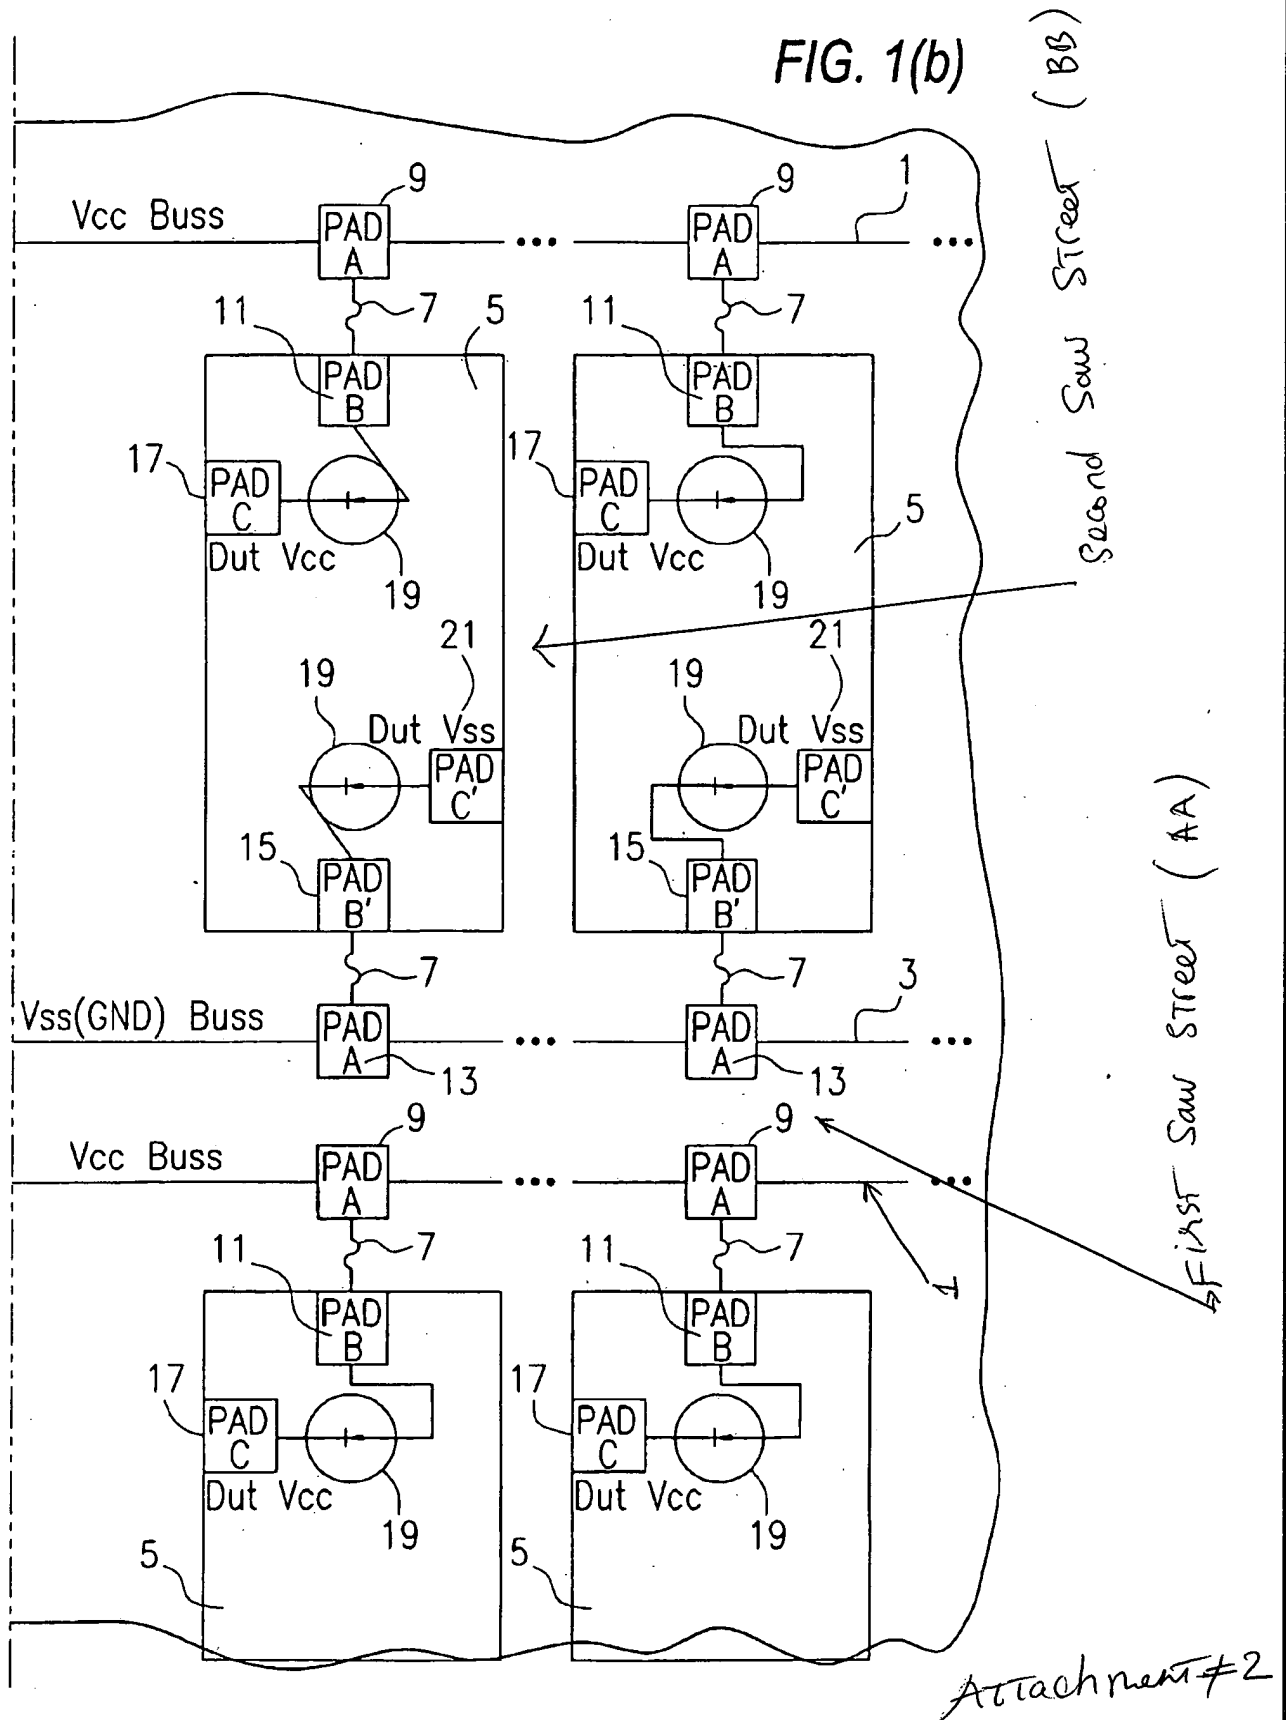 FIG. 1(b)
Second Saw Street (BB)
9 9 1
Vcc Buss PAD A ... PAD A ...
7 7
11 5 11
PAD B PAD B
17 17
PAD C PAD C 5
Dut Vcc Dut Vcc
19 19
21 21
19 19
Dut Vss Dut Vss
PAD C' PAD C'
15 15
PAD B' PAD B'
7 7 3
Vss(GND) Buss PAD A ... PAD A ...
13 13
First Saw Street (AA)
9 9
Vcc Buss PAD A ... PAD A ...
7 7 1
11 11
PAD B PAD B
17 17
PAD C PAD C
Dut Vcc Dut Vcc
19 19
5 5
Attachment #2